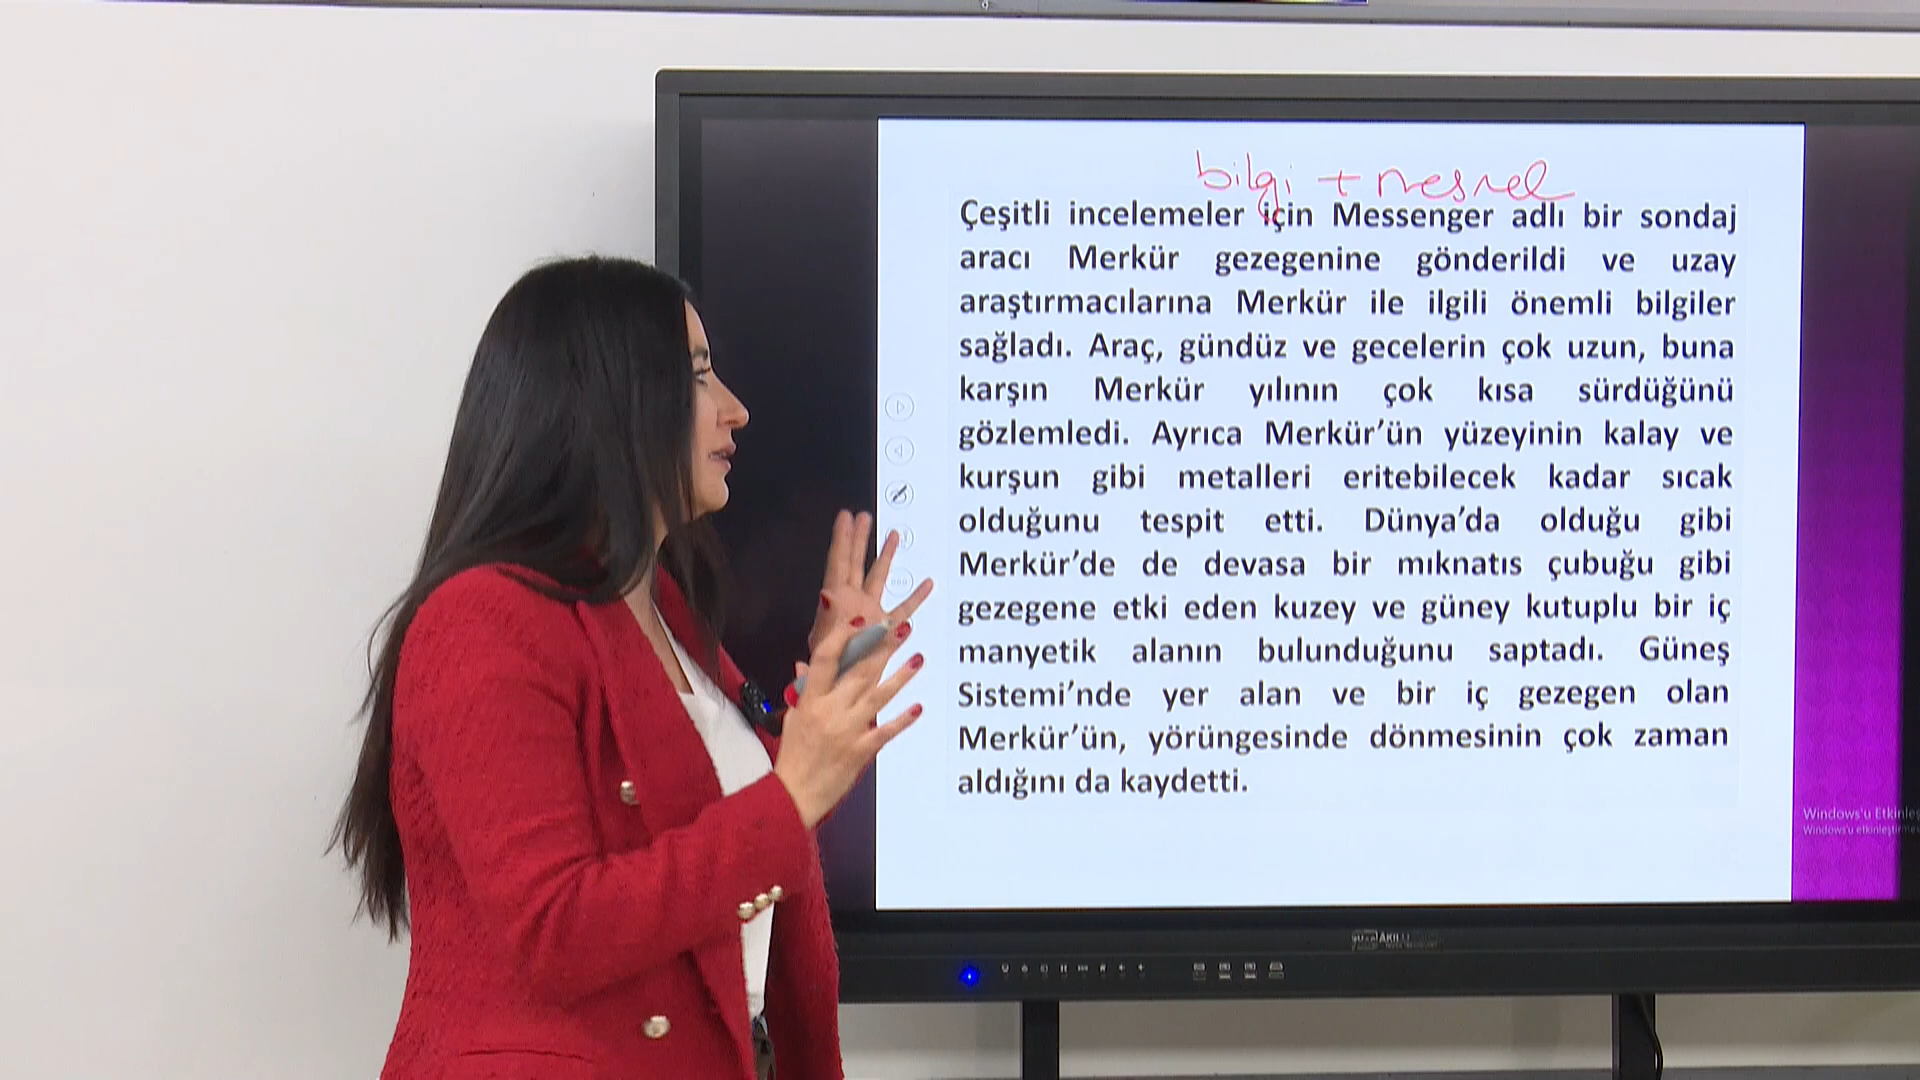 bilgi + nesnel
Çeşitli incelemeler için Messenger adlı bir sondaj
aracı Merkür gezegenine gönderildi ve uzay
araştırmacılarına Merkür ile ilgili önemli bilgiler
sağladı. Araç, gündüz ve gecelerin çok uzun, buna
karşın Merkür yılının çok kısa sürdüğünü
gözlemledi. Ayrıca Merkür’ün yüzeyinin kalay ve
kurşun gibi metalleri eritebilecek kadar sıcak
olduğunu tespit etti. Dünya’da olduğu gibi
Merkür’de de devasa bir mıknatıs çubuğu gibi
gezegene etki eden kuzey ve güney kutuplu bir iç
manyetik alanın bulunduğunu saptadı. Güneş
Sistemi’nde yer alan ve bir iç gezegen olan
Merkür’ün, yörüngesinde dönmesinin çok zaman
aldığını da kaydetti.
Windows'u Etkinleş
Windows'u etkinleştirme